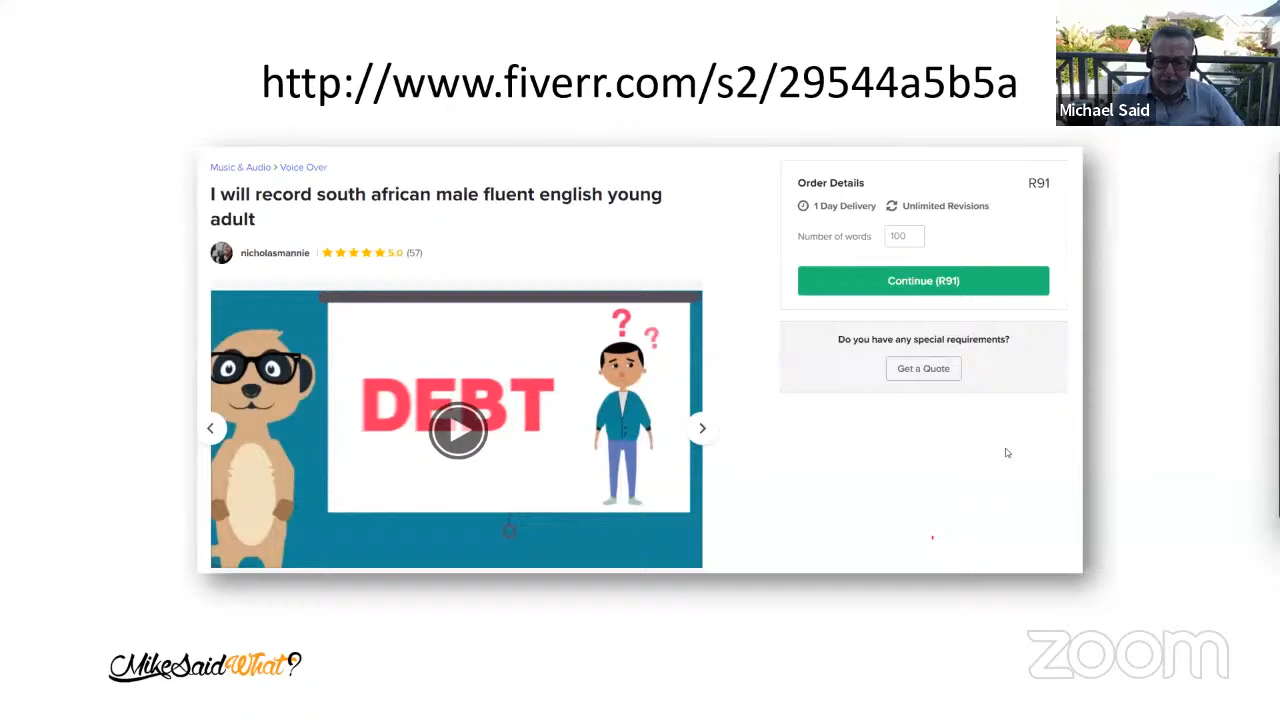 http://www.fiverr.com/s2/29544a5b5a
Michael Said
Music & Audio > Voice Over
I will record south african male fluent english young
adult
nicholasmannie
5.0 (57)
Order Details R91
1 Day Delivery Unlimited Revisions
Number of words 100
Continue (R91)
Do you have any special requirements?
Get a Quote
? ?
DEBT
MikeSaidWhat?
zoom